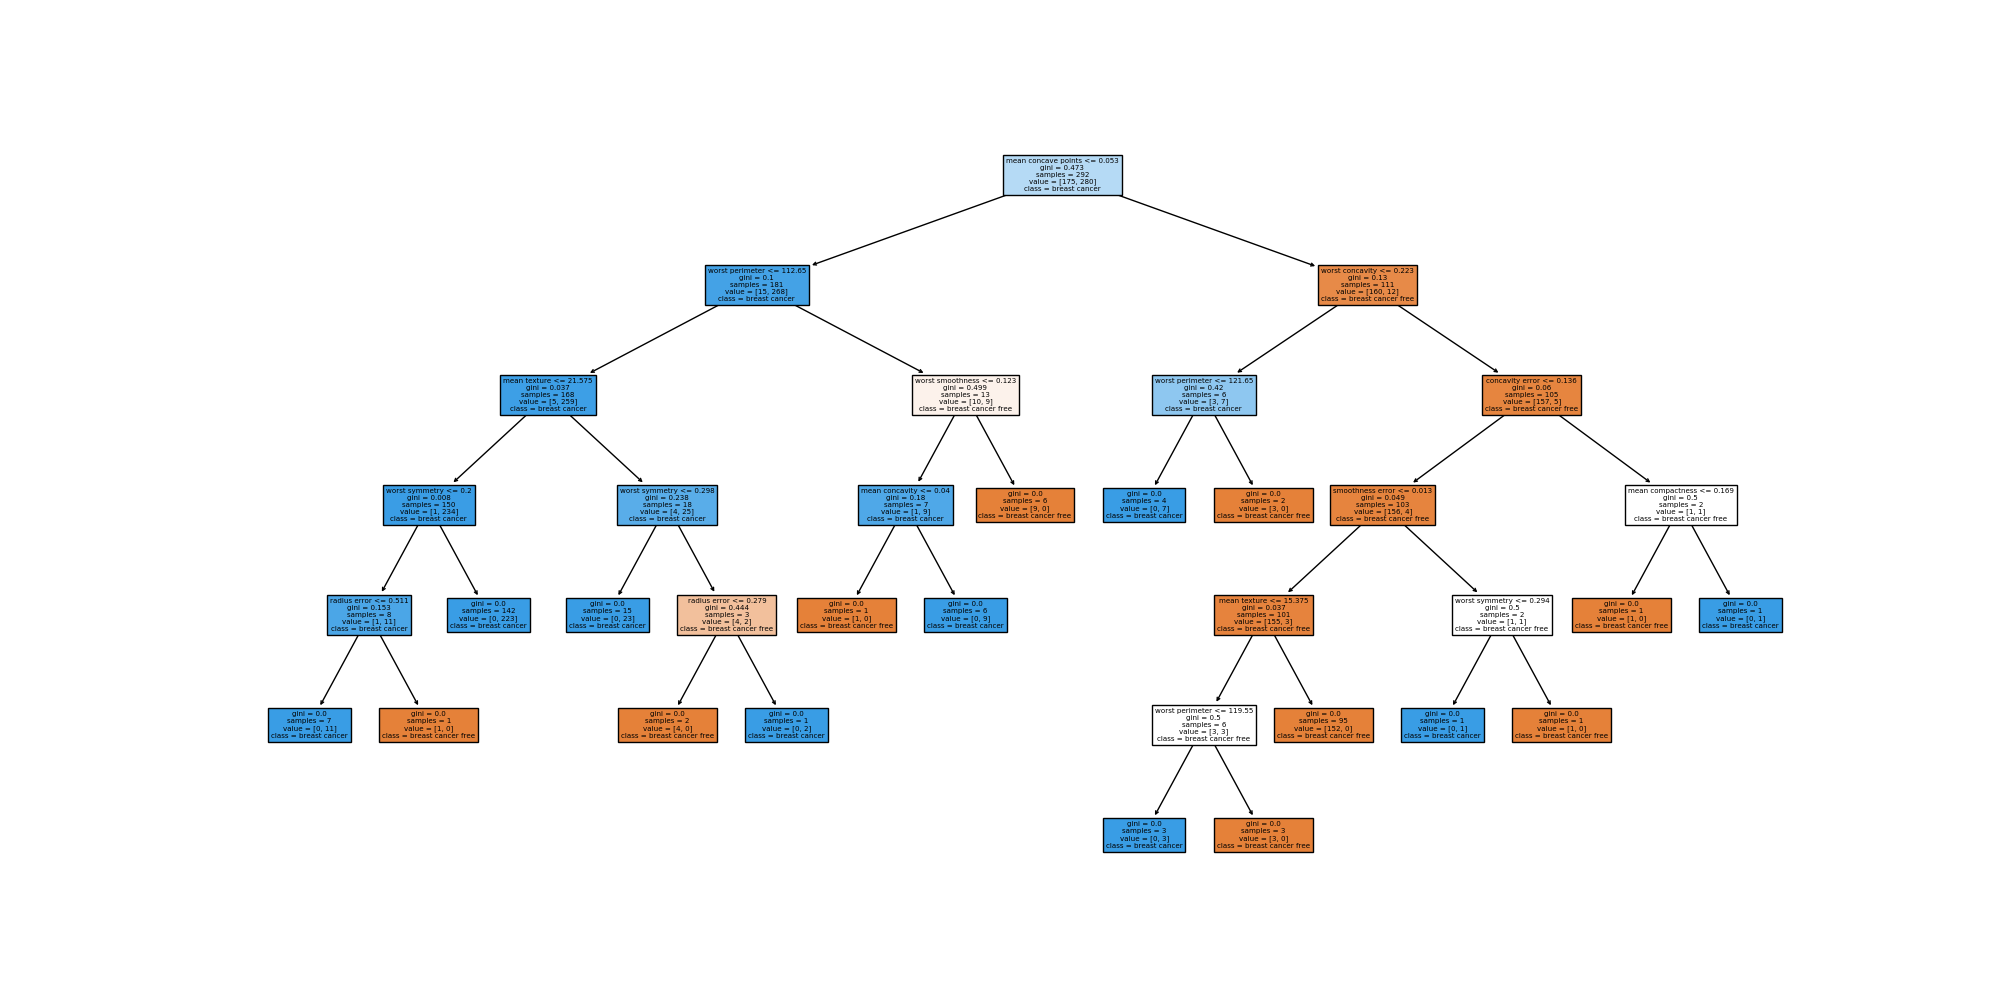 mean concave points <= 0.053
gini = 0.473
samples = 292
value = [175, 280]
class = breast cancer
worst perimeter <= 112.65
gini = 0.1
samples = 181
value = [15, 268]
class = breast cancer
worst concavity <= 0.223
gini = 0.13
samples = 111
value = [160, 12]
class = breast cancer free
mean texture <= 21.575
gini = 0.037
samples = 168
value = [5, 259]
class = breast cancer
worst smoothness <= 0.123
gini = 0.499
samples = 13
value = [10, 9]
class = breast cancer free
worst perimeter <= 121.65
gini = 0.42
samples = 6
value = [3, 7]
class = breast cancer
concavity error <= 0.136
gini = 0.06
samples = 105
value = [157, 5]
class = breast cancer free
worst symmetry <= 0.2
gini = 0.008
samples = 150
value = [1, 234]
class = breast cancer
worst symmetry <= 0.298
gini = 0.238
samples = 18
value = [4, 25]
class = breast cancer
mean concavity <= 0.04
gini = 0.18
samples = 7
value = [1, 9]
class = breast cancer
gini = 0.0
samples = 6
value = [9, 0]
class = breast cancer free
gini = 0.0
samples = 4
value = [0, 7]
class = breast cancer
gini = 0.0
samples = 2
value = [3, 0]
class = breast cancer free
smoothness error <= 0.013
gini = 0.049
samples = 103
value = [156, 4]
class = breast cancer free
mean compactness <= 0.169
gini = 0.5
samples = 2
value = [1, 1]
class = breast cancer free
radius error <= 0.511
gini = 0.153
samples = 8
value = [1, 11]
class = breast cancer
gini = 0.0
samples = 142
value = [0, 223]
class = breast cancer
gini = 0.0
samples = 15
value = [0, 23]
class = breast cancer
radius error <= 0.279
gini = 0.444
samples = 3
value = [4, 2]
class = breast cancer free
gini = 0.0
samples = 1
value = [1, 0]
class = breast cancer free
gini = 0.0
samples = 6
value = [0, 9]
class = breast cancer
mean texture <= 15.375
gini = 0.037
samples = 101
value = [155, 3]
class = breast cancer free
worst symmetry <= 0.294
gini = 0.5
samples = 2
value = [1, 1]
class = breast cancer free
gini = 0.0
samples = 1
value = [1, 0]
class = breast cancer free
gini = 0.0
samples = 1
value = [0, 1]
class = breast cancer
gini = 0.0
samples = 7
value = [0, 11]
class = breast cancer
gini = 0.0
samples = 1
value = [1, 0]
class = breast cancer free
gini = 0.0
samples = 2
value = [4, 0]
class = breast cancer free
gini = 0.0
samples = 1
value = [0, 2]
class = breast cancer
worst perimeter <= 119.55
gini = 0.5
samples = 6
value = [3, 3]
class = breast cancer free
gini = 0.0
samples = 95
value = [152, 0]
class = breast cancer free
gini = 0.0
samples = 1
value = [0, 1]
class = breast cancer
gini = 0.0
samples = 1
value = [1, 0]
class = breast cancer free
gini = 0.0
samples = 3
value = [0, 3]
class = breast cancer
gini = 0.0
samples = 3
value = [3, 0]
class = breast cancer free